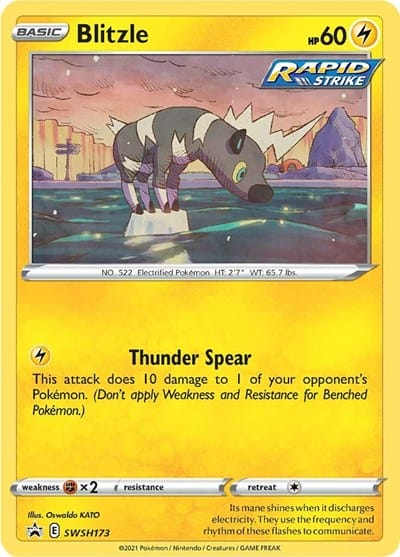 BASIC Blitzle HP60
RAPID
STRIKE
NO. 522 Electrified Pokémon HT: 2'7" WT: 65.7 lbs.
Thunder Spear
This attack does 10 damage to 1 of your opponent's
Pokémon. (Don't apply Weakness and Resistance for Benched
Pokémon.)
weakness ×2 resistance retreat
Illus. Oswaldo KATO
E SWSH173
Its mane shines when it discharges
electricity. They use the frequency and
rhythm of these flashes to communicate.
©2021 Pokémon / Nintendo / Creatures / GAME FREAK